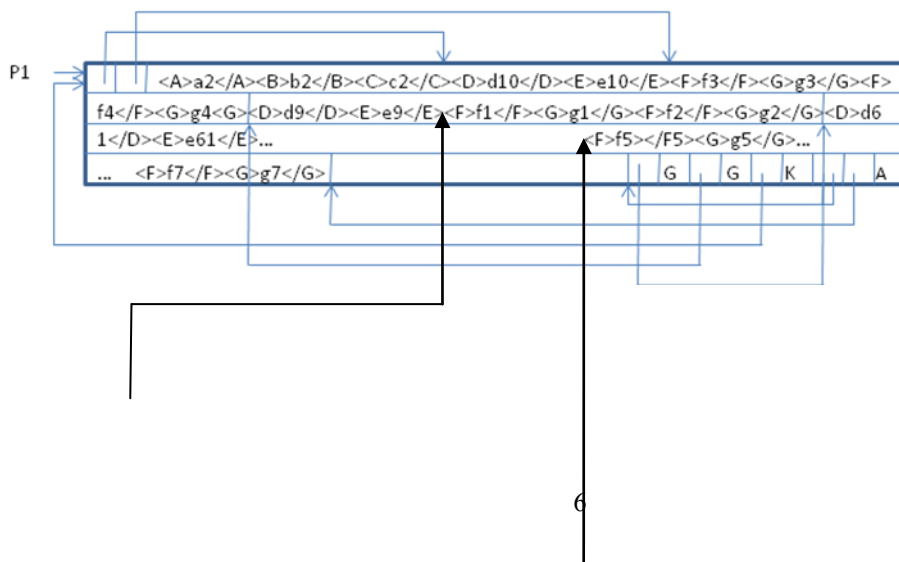 P1
<A>a2</A><B>b2</B><C>c2</C><D>d10</D><E>e10</E><F>f3</F><G>g3</G><F>
f4</F><G>g4<G><D>d9</D><E>e9</E><F>f1</F><G>g1</G><F>f2</F><G>g2</G><D>d6
1</D><E>e61</E>... <F>f5></F5><G>g5</G>...
... <F>f7</F><G>g7</G> G G K A
6